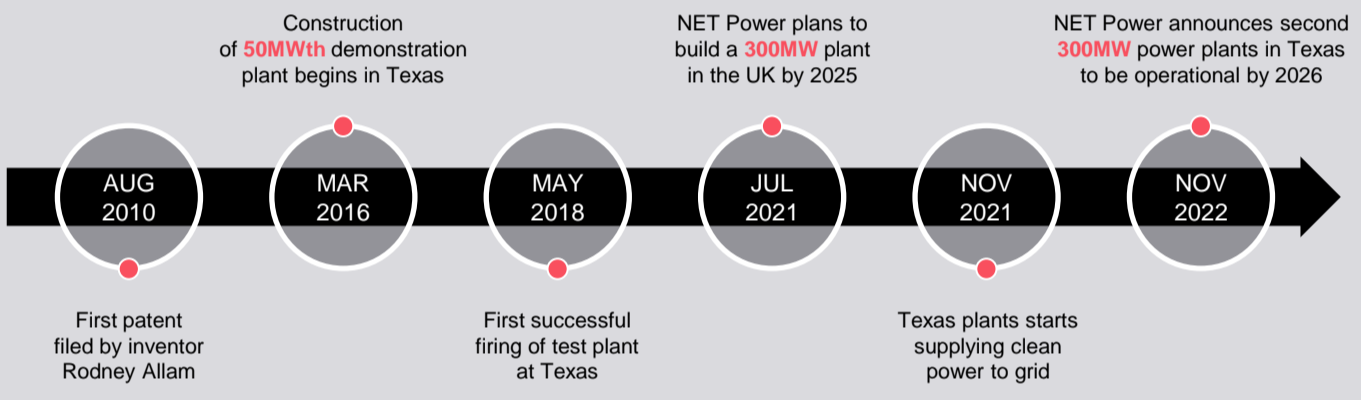 Construction
of 50MWth demonstration
plant begins in Texas
NET Power plans to
build a 300MW plant
in the UK by 2025
NET Power announces second
300MW power plants in Texas
to be operational by 2026
AUG
2010
MAR
2016
MAY
2018
JUL
2021
NOV
2021
NOV
2022
First patent
filed by inventor
Rodney Allam
First successful
firing of test plant
at Texas
Texas plants starts
supplying clean
power to grid